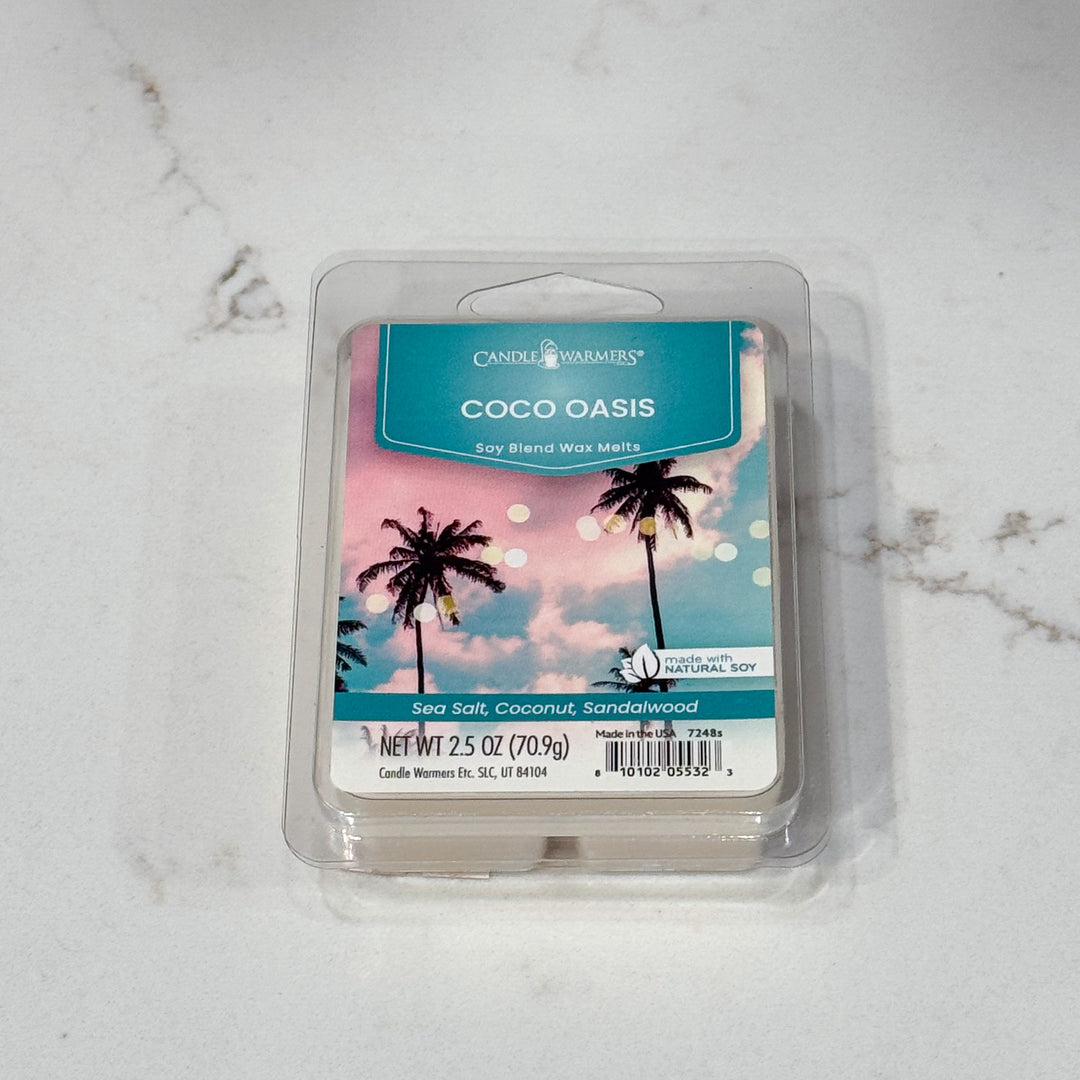 CANDLE WARMERS®
COCO OASIS
Soy Blend Wax Melts
made with
NATURAL SOY
Sea Salt, Coconut, Sandalwood
NET WT 2.5 OZ (70.9g)
Candle Warmers Etc. SLC, UT 84104
Made in the USA 7248s
8 10102 05532 3